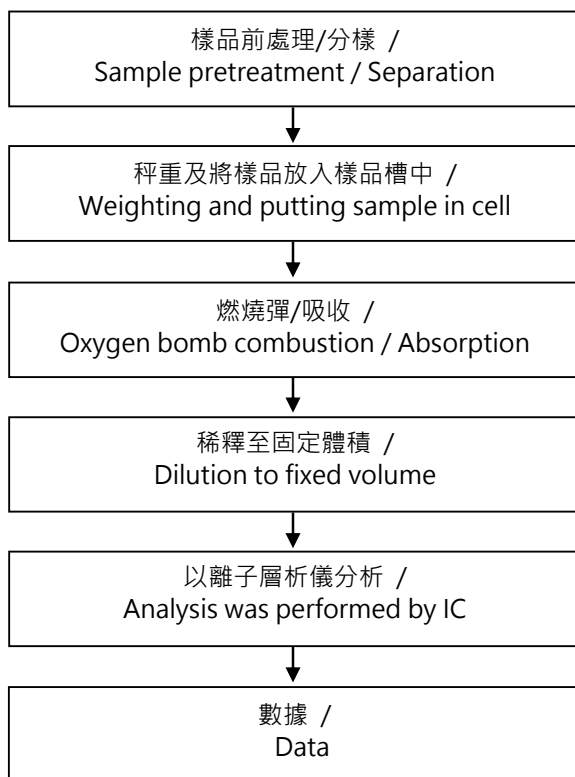 樣品前處理/分樣 /
Sample pretreatment / Separation
秤重及將樣品放入樣品槽中 /
Weighting and putting sample in cell
燃燒彈/吸收 /
Oxygen bomb combustion / Absorption
稀釋至固定體積 /
Dilution to fixed volume
以離子層析儀分析 /
Analysis was performed by IC
數據 /
Data